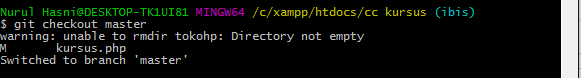 Nurul Hasni@DESKTOP-TK1UI81 MINGW64 /c/xampp/htdocs/cc kursus (ibis)
$ git checkout master
warning: unable to rmdir tokohp: Directory not empty
M       kursus.php
Switched to branch 'master'